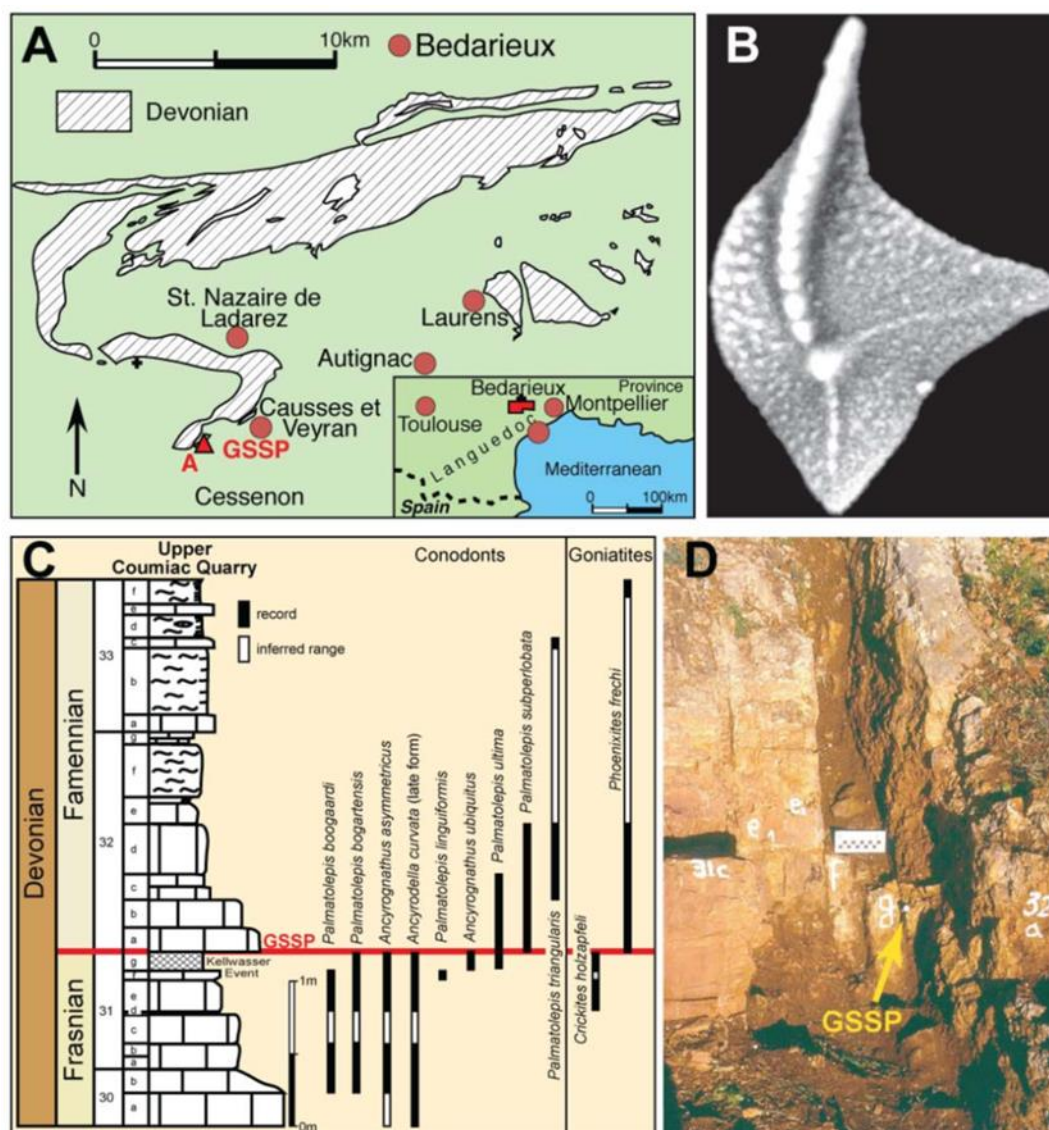 A
0
10km
Bedarieux
Devonian
St. Nazaire de
Ladarez
Laurens
Autignac
Causses et
Veyran
A
GSSP
Cessenon
N
Bedarieux
Province
Montpellier
Toulouse
Languedoc
Mediterranean
Spain
0
100km
B
C
Upper
Coumiac Quarry
Conodonts
Goniatites
record
inferred range
Devonian
Famennian
Frasnian
33
32
31
30
f
e
d
c
b
a
g
f
e
d
c
b
a
g
f
e
d
c
b
a
b
a
GSSP
Kellwasser
Event
1m
0m
Palmatolepis boogaardi
Palmatolepis bogartensis
Ancyrognathus asymmetricus
Ancyrodella curvata (late form)
Palmatolepis linguiformis
Ancyrognathus ubiquitus
Palmatolepis ultima
Palmatolepis subperlobata
Palmatolepis triangularis
Crickites holzapfeli
Phoenixites frechi
D
31c
e
e
f
g
32
a
GSSP